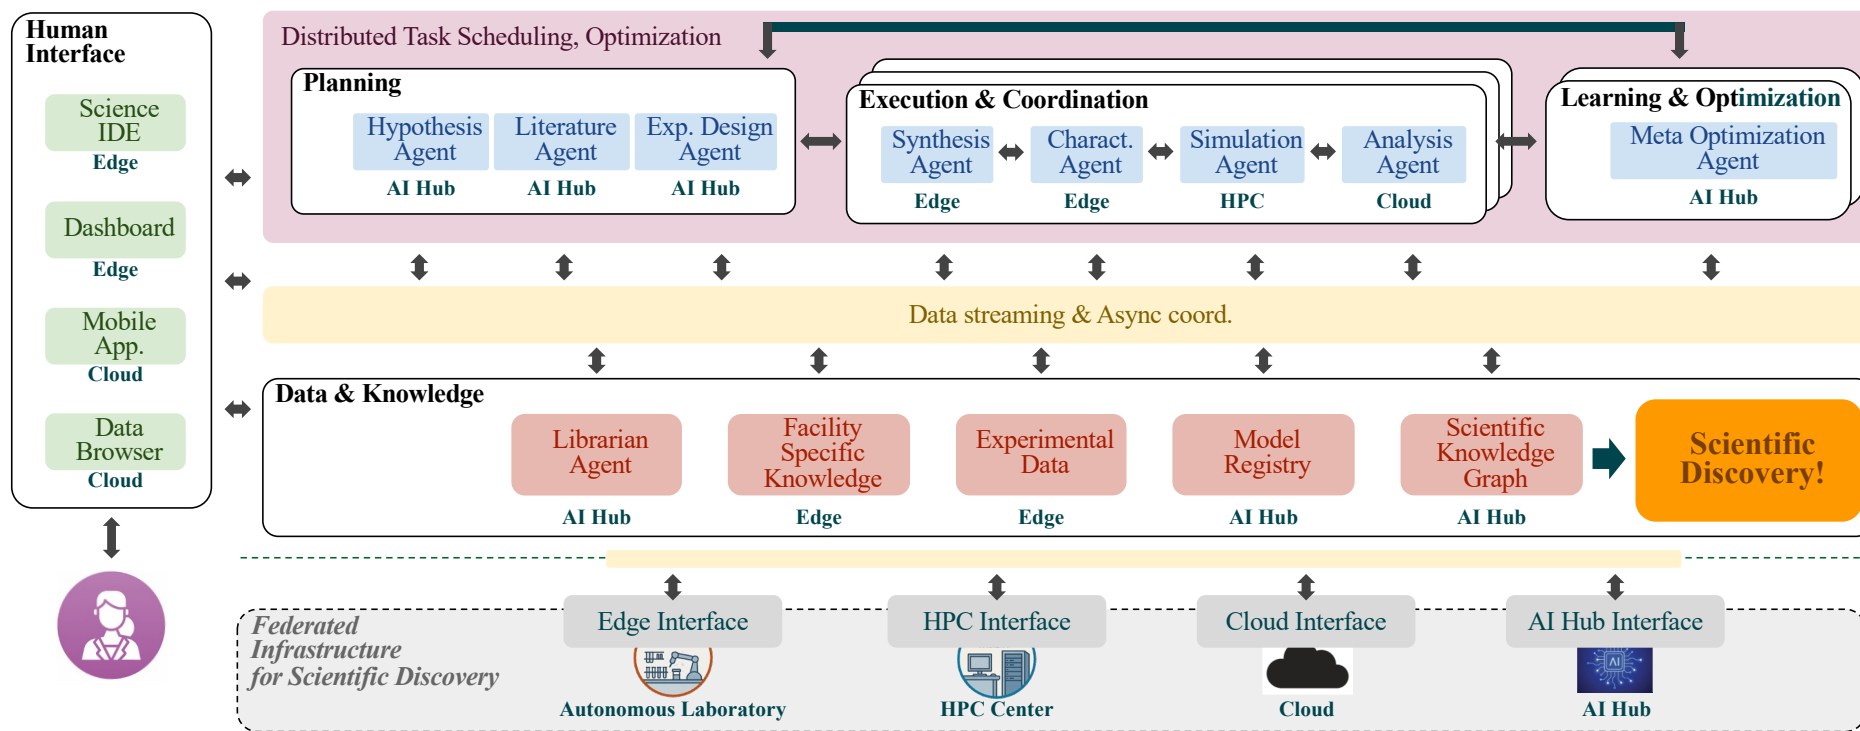 Human
Interface
Science
IDE
Edge
Dashboard
Edge
Mobile
App.
Cloud
Data
Browser
Cloud
Distributed Task Scheduling, Optimization
Planning
Hypothesis
Agent
AI Hub
Literature
Agent
AI Hub
Exp. Design
Agent
AI Hub
Execution & Coordination
Synthesis
Agent
Edge
Charact.
Agent
Edge
Simulation
Agent
HPC
Analysis
Agent
Cloud
Learning & Optimization
Meta Optimization
Agent
AI Hub
Data streaming & Async coord.
Data & Knowledge
Librarian
Agent
AI Hub
Facility
Specific
Knowledge
Edge
Experimental
Data
Edge
Model
Registry
AI Hub
Scientific
Knowledge
Graph
AI Hub
Scientific
Discovery!
Federated
Infrastructure
for Scientific Discovery
Edge Interface
Autonomous Laboratory
HPC Interface
HPC Center
Cloud Interface
Cloud
AI Hub Interface
AI
AI Hub